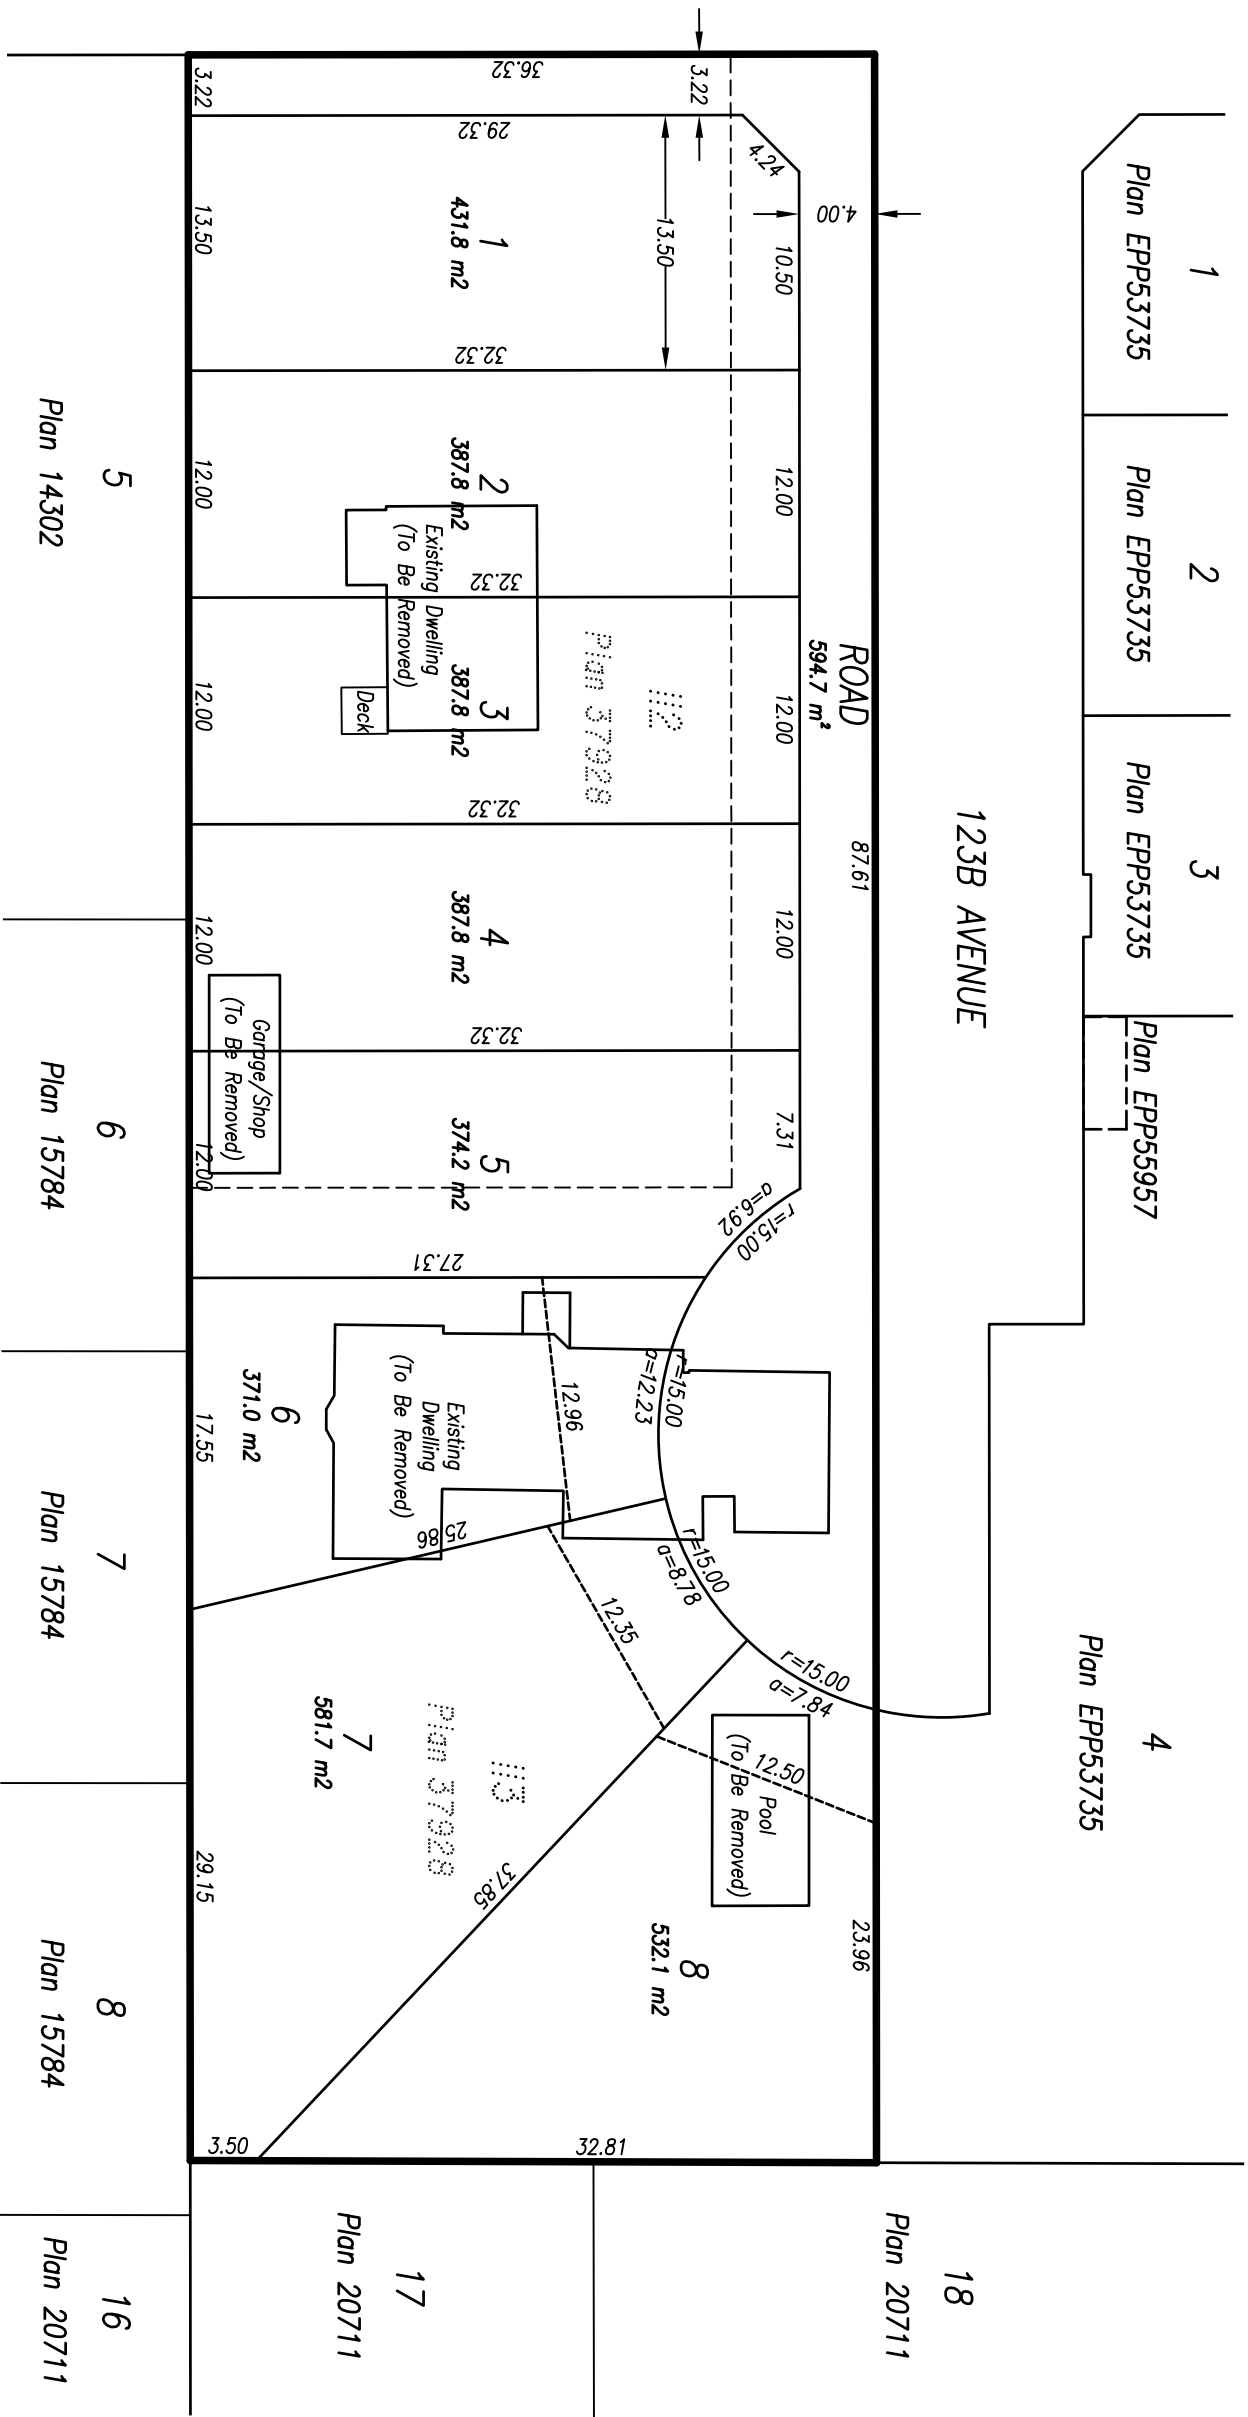 1
Plan EPP53735
2
Plan EPP53735
3
Plan EPP53735
Plan EPP55957
4
Plan EPP53735
123B AVENUE
18
Plan 20711
17
Plan 20711
16
Plan 20711
87.61
23.96
ROAD
594.7 m²
4.00
3.22
36.32
29.32
4.24
10.50
12.00
12.00
12.00
7.31
13.50
1
431.8 m2
32.32
2
387.8 m2
32.32
3
387.8 m2
32.32
4
387.8 m2
32.32
5
374.2 m2
27.31
112
Plan 37928
Existing Dwelling
(To Be Removed)
Deck
Garage/Shop
(To Be Removed)
a=6.92
r=15.00
r=15.00
a=12.23
r=15.00
a=8.78
r=15.00
a=7.84
12.96
12.35
12.50
Existing
Dwelling
(To Be Removed)
6
371.0 m2
25.86
7
581.7 m2
113
Plan 37928
37.85
Pool
(To Be Removed)
8
532.1 m2
32.81
3.50
3.22
13.50
12.00
12.00
12.00
12.00
17.55
29.15
5
Plan 14302
6
Plan 15784
7
Plan 15784
8
Plan 15784